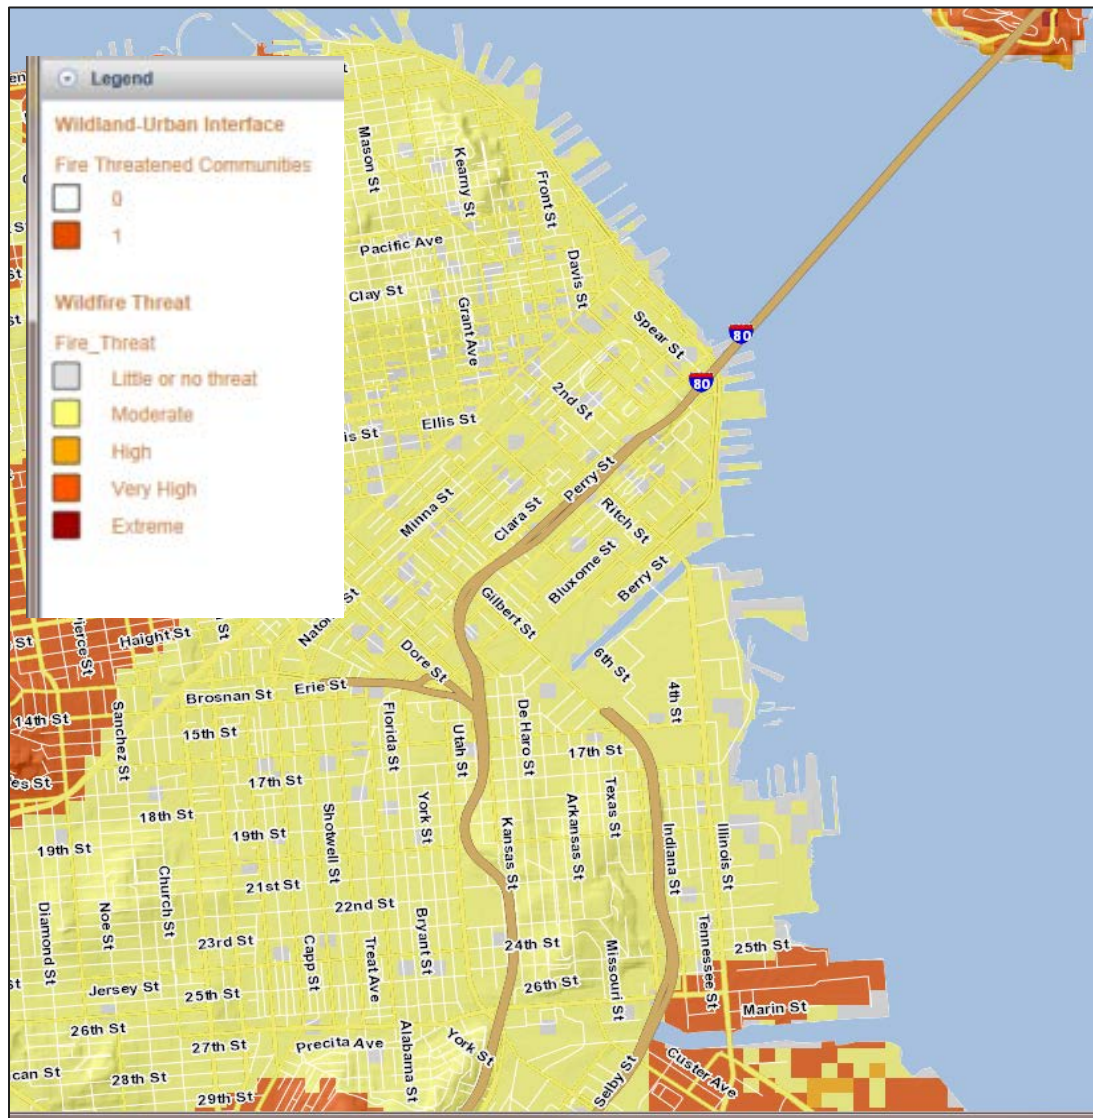 Legend
Wildland-Urban Interface
Fire Threatened Communities
0
1
Wildfire Threat
Fire_Threat
Little or no threat
Moderate
High
Very High
Extreme
Mason St
Kearny St
Front St
Pacific Ave
Davis St
Clay St
Grant Ave
Spear St
80
80
2nd St
Ellis St
is St
Perry St
Minna St
Clara St
Ritch St
Bluxome St
Berry St
Gilbert St
Haight St
Dore St
6th St
4th St
Brosnan St
Erie St
14th St
Sanchez St
15th St
Florida St
Utah St
De Haro St
17th St
17th St
Texas St
18th St
York St
Arkansas St
Kansas St
Shotwell St
19th St
19th St
Indiana St
Illinois St
Church St
21st St
22nd St
Diamond St
Noe St
23rd St
Capp St
Treat Ave
Bryant St
24th St
Missouri St
Tennessee St
25th St
Jersey St
25th St
26th St
Marin St
26th St
27th St
Precita Ave
Alabama St
York St
Selby St
Custer Ave
can St
28th St
29th St